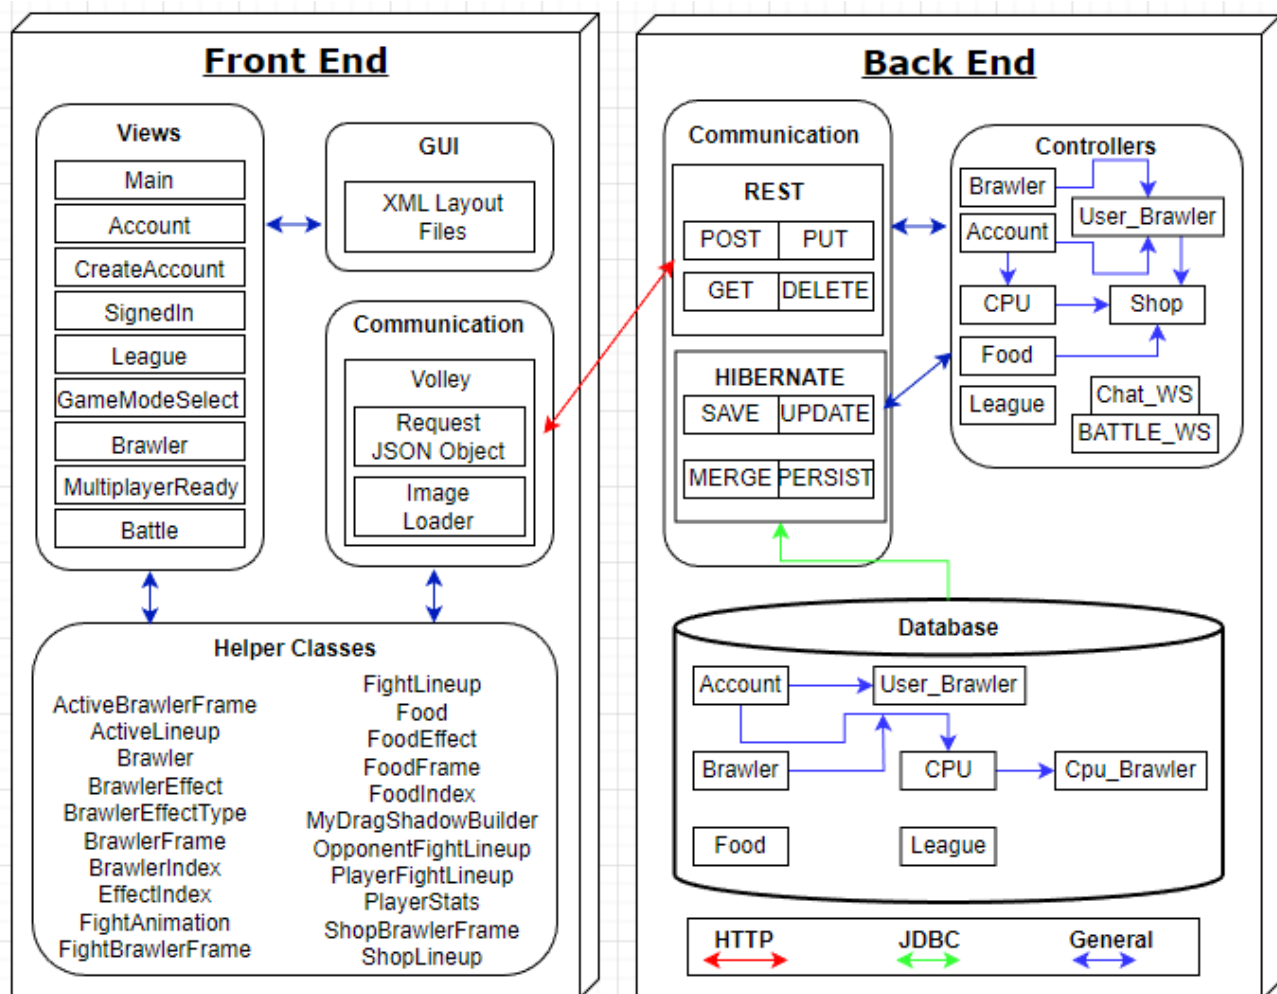 Front End
Views
Main
Account
CreateAccount
SignedIn
League
GameModeSelect
Brawler
MultiplayerReady
Battle
GUI
XML Layout
Files
Communication
Volley
Request
JSON Object
Image
Loader
Helper Classes
ActiveBrawlerFrame
ActiveLineup
Brawler
BrawlerEffect
BrawlerEffectType
BrawlerFrame
BrawlerIndex
EffectIndex
FightAnimation
FightBrawlerFrame
FightLineup
Food
FoodEffect
FoodFrame
FoodIndex
MyDragShadowBuilder
OpponentFightLineup
PlayerFightLineup
PlayerStats
ShopBrawlerFrame
ShopLineup
Back End
Communication
REST
POST PUT
GET DELETE
HIBERNATE
SAVE UPDATE
MERGE PERSIST
Controllers
Brawler
User_Brawler
Account
CPU
Shop
Food
League
Chat_WS
BATTLE_WS
Database
Account
User_Brawler
Brawler
CPU
Cpu_Brawler
Food
League
HTTP JDBC General